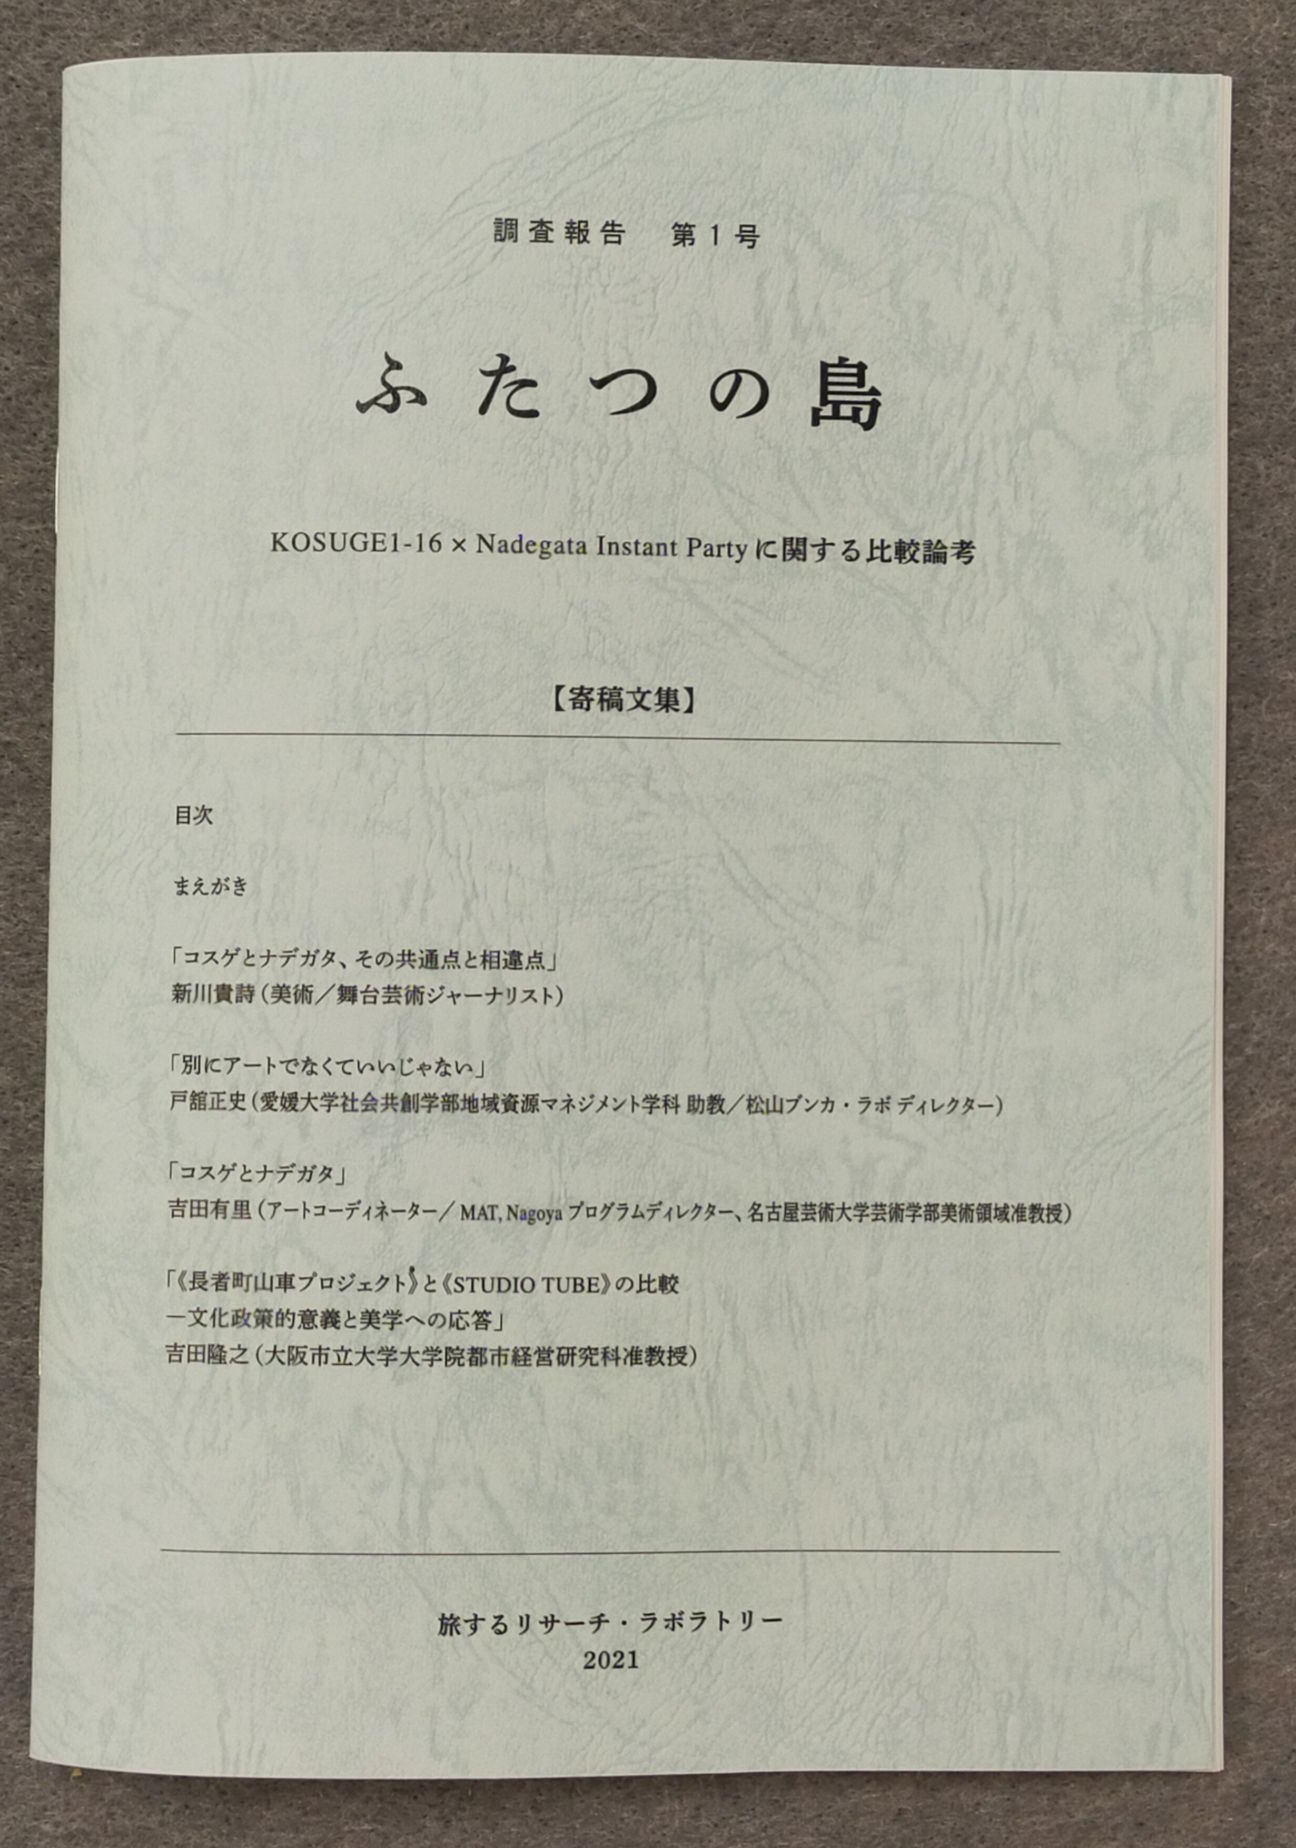 調査報告　第1号
ふたつの島
KOSUGE1-16 × Nadegata Instant Partyに関する比較論考
【寄稿文集】
目次
まえがき
「コスゲとナデガタ、その共通点と相違点」
新川貴詩（美術／舞台芸術ジャーナリスト）
「別にアートでなくていいじゃない」
戸舘正史（愛媛大学社会共創学部地域資源マネジメント学科 助教／松山ブンカ・ラボ ディレクター）
「コスゲとナデガタ」
吉田有里（アートコーディネーター／MAT, Nagoya プログラムディレクター、名古屋芸術大学芸術学部美術領域准教授）
「《長者町山車プロジェクト》と《STUDIO TUBE》の比較
―文化政策的意義と美学への応答」
吉田隆之（大阪市立大学大学院都市経営研究科准教授）
旅するリサーチ・ラボラトリー
2021